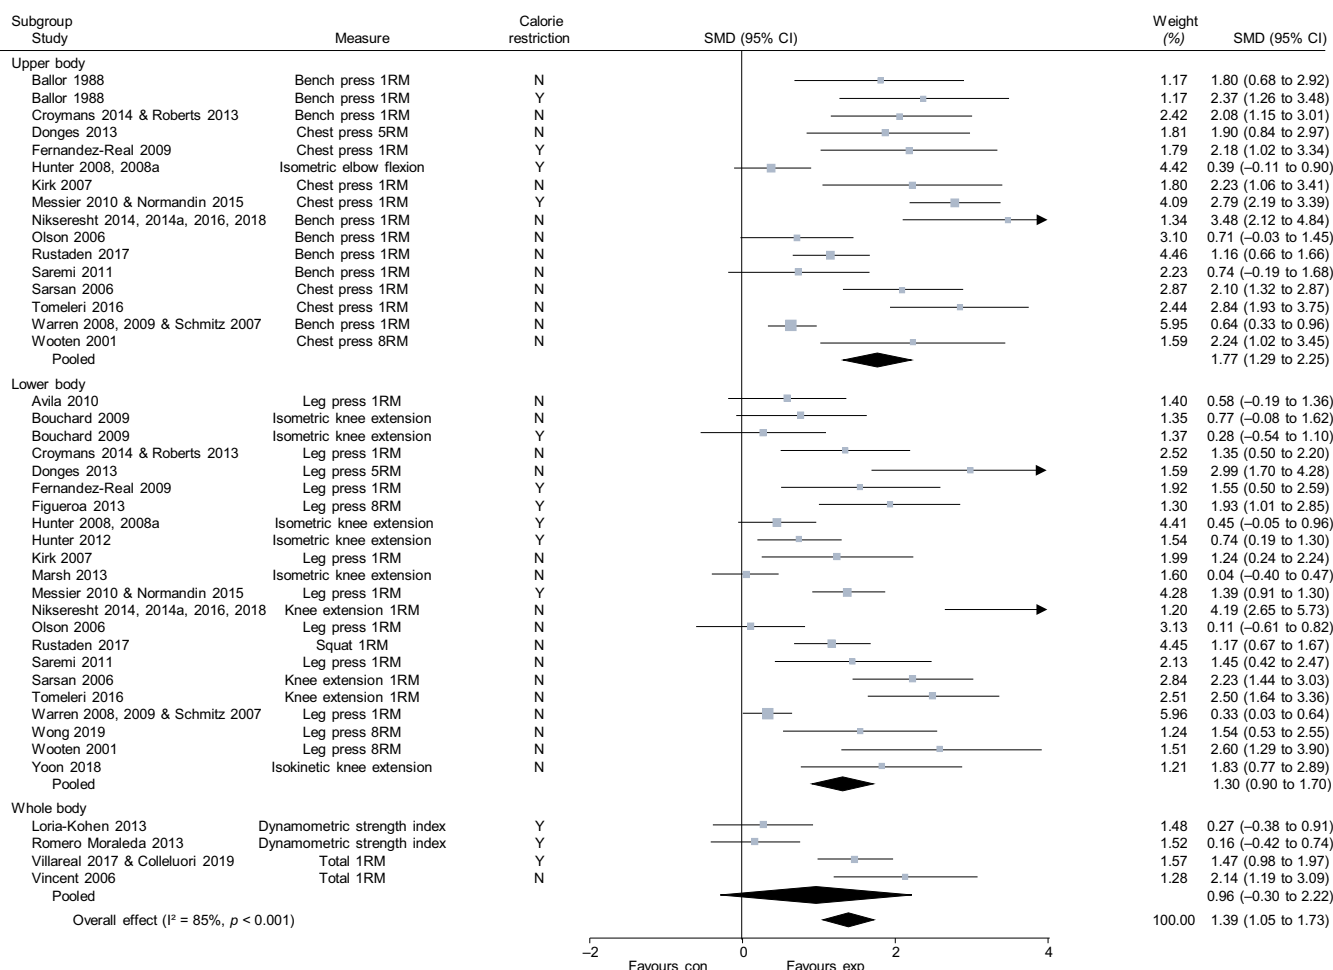 Subgroup Calorie Weight
Study Measure restriction SMD (95% CI) (%) SMD (95% CI)
Upper body
Ballor 1988 Bench press 1RM N 1.17 1.80 (0.68 to 2.92)
Ballor 1988 Bench press 1RM Y 1.17 2.37 (1.26 to 3.48)
Croymans 2014 & Roberts 2013 Bench press 1RM N 2.42 2.08 (1.15 to 3.01)
Donges 2013 Chest press 5RM N 1.81 1.90 (0.84 to 2.97)
Fernandez-Real 2009 Chest press 1RM Y 1.79 2.18 (1.02 to 3.34)
Hunter 2008, 2008a Isometric elbow flexion Y 4.42 0.39 (–0.11 to 0.90)
Kirk 2007 Chest press 1RM N 1.80 2.23 (1.06 to 3.41)
Messier 2010 & Normandin 2015 Chest press 1RM Y 4.09 2.79 (2.19 to 3.39)
Nikseresht 2014, 2014a, 2016, 2018 Bench press 1RM N 1.34 3.48 (2.12 to 4.84)
Olson 2006 Bench press 1RM N 3.10 0.71 (–0.03 to 1.45)
Rustaden 2017 Bench press 1RM N 4.46 1.16 (0.66 to 1.66)
Saremi 2011 Bench press 1RM N 2.23 0.74 (–0.19 to 1.68)
Sarsan 2006 Chest press 1RM N 2.87 2.10 (1.32 to 2.87)
Tomeleri 2016 Chest press 1RM N 2.44 2.84 (1.93 to 3.75)
Warren 2008, 2009 & Schmitz 2007 Bench press 1RM N 5.95 0.64 (0.33 to 0.96)
Wooten 2001 Chest press 8RM N 1.59 2.24 (1.02 to 3.45)
Pooled 1.77 (1.29 to 2.25)
Lower body
Avila 2010 Leg press 1RM N 1.40 0.58 (–0.19 to 1.36)
Bouchard 2009 Isometric knee extension N 1.35 0.77 (–0.08 to 1.62)
Bouchard 2009 Isometric knee extension Y 1.37 0.28 (–0.54 to 1.10)
Croymans 2014 & Roberts 2013 Leg press 1RM N 2.52 1.35 (0.50 to 2.20)
Donges 2013 Leg press 5RM N 1.59 2.99 (1.70 to 4.28)
Fernandez-Real 2009 Leg press 1RM Y 1.92 1.55 (0.50 to 2.59)
Figueroa 2013 Leg press 8RM Y 1.30 1.93 (1.01 to 2.85)
Hunter 2008, 2008a Isometric knee extension Y 4.41 0.45 (–0.05 to 0.96)
Hunter 2012 Isometric knee extension Y 1.54 0.74 (0.19 to 1.30)
Kirk 2007 Leg press 1RM N 1.99 1.24 (0.24 to 2.24)
Marsh 2013 Isometric knee extension N 1.60 0.04 (–0.40 to 0.47)
Messier 2010 & Normandin 2015 Leg press 1RM Y 4.28 1.39 (0.91 to 1.30)
Nikseresht 2014, 2014a, 2016, 2018 Knee extension 1RM N 1.20 4.19 (2.65 to 5.73)
Olson 2006 Leg press 1RM N 3.13 0.11 (–0.61 to 0.82)
Rustaden 2017 Squat 1RM N 4.45 1.17 (0.67 to 1.67)
Saremi 2011 Leg press 1RM N 2.13 1.45 (0.42 to 2.47)
Sarsan 2006 Knee extension 1RM N 2.84 2.23 (1.44 to 3.03)
Tomeleri 2016 Knee extension 1RM N 2.51 2.50 (1.64 to 3.36)
Warren 2008, 2009 & Schmitz 2007 Leg press 1RM N 5.96 0.33 (0.03 to 0.64)
Wong 2019 Leg press 8RM N 1.24 1.54 (0.53 to 2.55)
Wooten 2001 Leg press 8RM N 1.51 2.60 (1.29 to 3.90)
Yoon 2018 Isokinetic knee extension N 1.21 1.83 (0.77 to 2.89)
Pooled 1.30 (0.90 to 1.70)
Whole body
Loria-Kohen 2013 Dynamometric strength index Y 1.48 0.27 (–0.38 to 0.91)
Romero Moraleda 2013 Dynamometric strength index Y 1.52 0.16 (–0.42 to 0.74)
Villareal 2017 & Colleluori 2019 Total 1RM Y 1.57 1.47 (0.98 to 1.97)
Vincent 2006 Total 1RM N 1.28 2.14 (1.19 to 3.09)
Pooled 0.96 (–0.30 to 2.22)
Overall effect (I² = 85%, p < 0.001) 100.00 1.39 (1.05 to 1.73)
–2 0 2 4
Favours con Favours exp